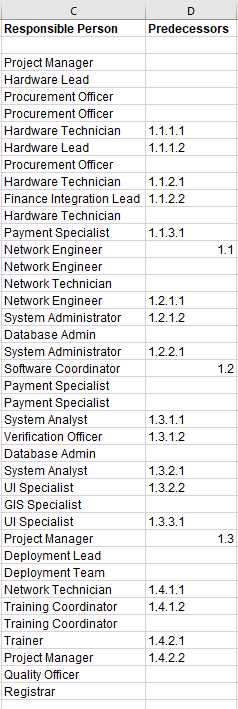 C D
Responsible Person Predecessors
Project Manager
Hardware Lead
Procurement Officer
Procurement Officer
Hardware Technician 1.1.1.1
Hardware Lead 1.1.1.2
Procurement Officer
Hardware Technician 1.1.2.1
Finance Integration Lead 1.1.2.2
Hardware Technician
Payment Specialist 1.1.3.1
Network Engineer 1.1
Network Engineer
Network Technician
Network Engineer 1.2.1.1
System Administrator 1.2.1.2
Database Admin
System Administrator 1.2.2.1
Software Coordinator 1.2
Payment Specialist
Payment Specialist
System Analyst 1.3.1.1
Verification Officer 1.3.1.2
Database Admin
System Analyst 1.3.2.1
UI Specialist 1.3.2.2
GIS Specialist
UI Specialist 1.3.3.1
Project Manager 1.3
Deployment Lead
Deployment Team
Network Technician 1.4.1.1
Training Coordinator 1.4.1.2
Training Coordinator
Trainer 1.4.2.1
Project Manager 1.4.2.2
Quality Officer
Registrar